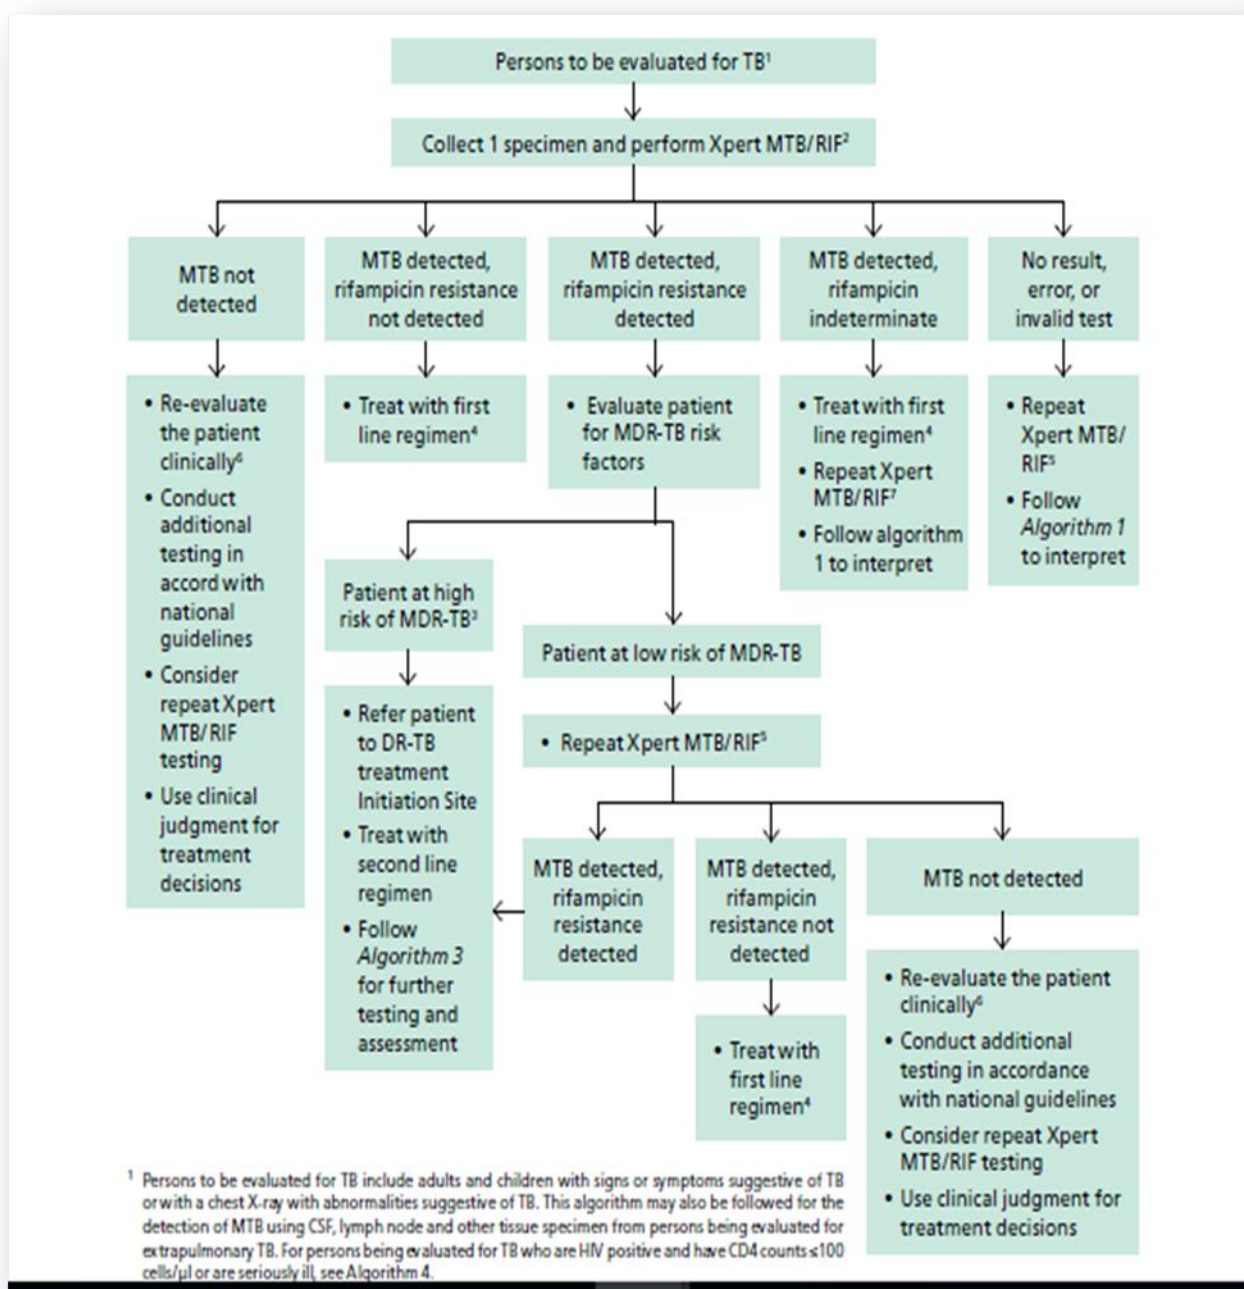 Persons to be evaluated for TB¹
Collect 1 specimen and perform Xpert MTB/RIF²
MTB not
detected
MTB detected,
rifampicin resistance
not detected
MTB detected,
rifampicin resistance
detected
MTB detected,
rifampicin
indeterminate
No result,
error, or
invalid test
• Re-evaluate
the patient
clinically⁶
• Conduct
additional
testing in
accord with
national
guidelines
• Consider
repeat Xpert
MTB/RIF
testing
• Use clinical
judgment for
treatment
decisions
• Treat with first
line regimen⁴
• Evaluate patient
for MDR-TB risk
factors
• Treat with first
line regimen⁴
• Repeat Xpert
MTB/RIF⁷
• Follow algorithm
1 to interpret
• Repeat
Xpert MTB/
RIF⁵
• Follow
Algorithm 1
to interpret
Patient at high
risk of MDR-TB³
Patient at low risk of MDR-TB
• Refer patient
to DR-TB
treatment
Initiation Site
• Treat with
second line
regimen
• Follow
Algorithm 3
for further
testing and
assessment
• Repeat Xpert MTB/RIF⁵
MTB detected,
rifampicin
resistance
detected
MTB detected,
rifampicin
resistance not
detected
MTB not detected
• Treat with
first line
regimen⁴
• Re-evaluate the patient
clinically⁶
• Conduct additional
testing in accordance
with national guidelines
• Consider repeat Xpert
MTB/RIF testing
• Use clinical judgment for
treatment decisions
¹ Persons to be evaluated for TB include adults and children with signs or symptoms suggestive of TB
or with a chest X-ray with abnormalities suggestive of TB. This algorithm may also be followed for the
detection of MTB using CSF, lymph node and other tissue specimen from persons being evaluated for
extrapulmonary TB. For persons being evaluated for TB who are HIV positive and have CD4 counts ≤100
cells/µl or are seriously ill, see Algorithm 4.